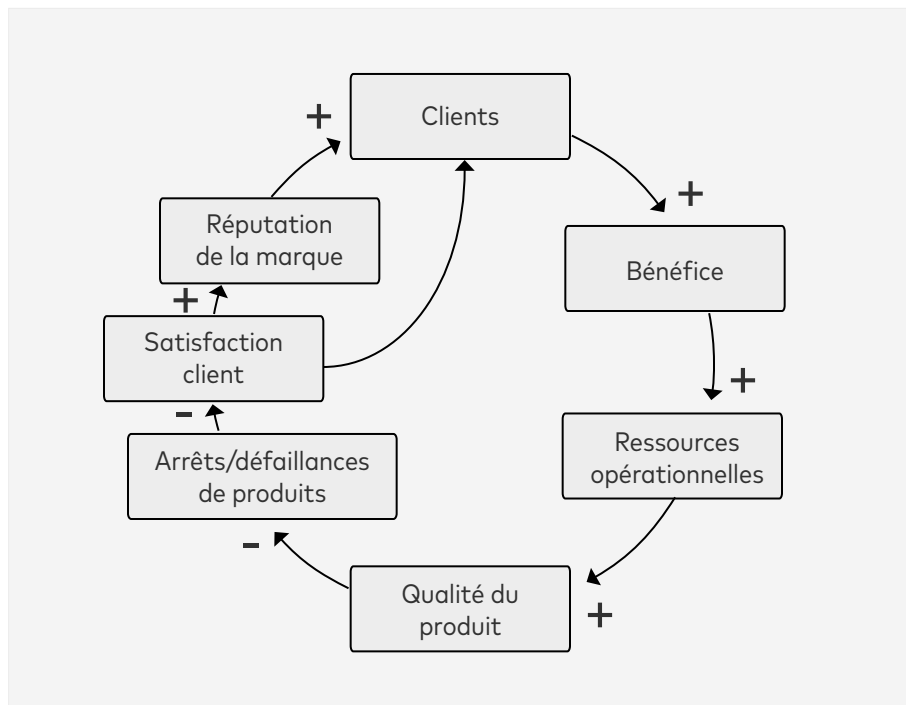 Clients
+
+
Réputation
de la marque
Bénéfice
+
Satisfaction
client
+
-
Ressources
opérationnelles
Arrêts/défaillances
de produits
-
Qualité du
produit
+